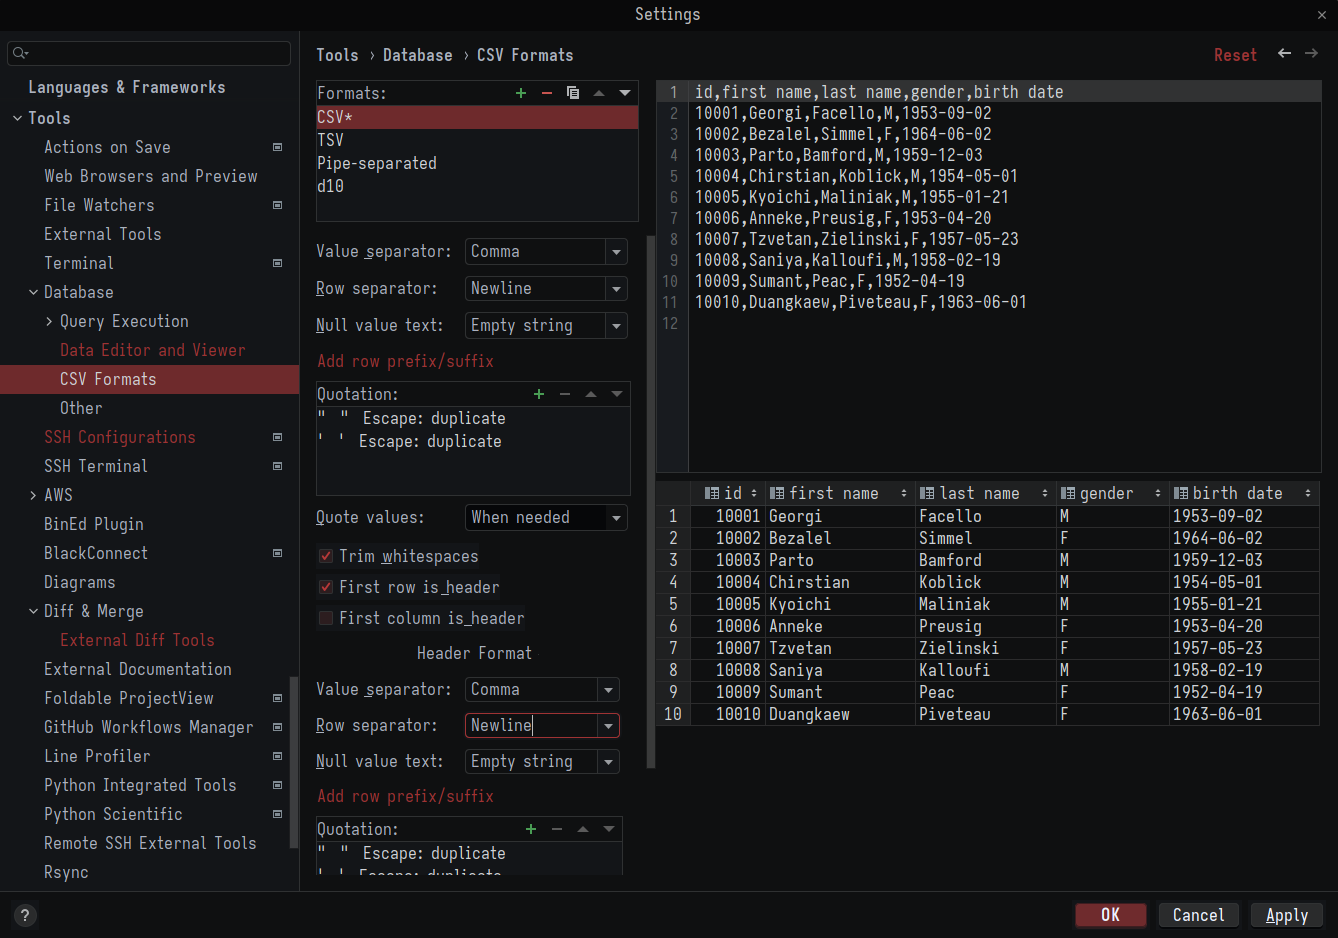 Settings
Languages & Frameworks
Tools
Actions on Save
Web Browsers and Preview
File Watchers
External Tools
Terminal
Database
Query Execution
Data Editor and Viewer
CSV Formats
Other
SSH Configurations
SSH Terminal
AWS
BinEd Plugin
BlackConnect
Diagrams
Diff & Merge
External Diff Tools
External Documentation
Foldable ProjectView
GitHub Workflows Manager
Line Profiler
Python Integrated Tools
Python Scientific
Remote SSH External Tools
Rsync
Tools › Database › CSV Formats
Reset
Formats:
CSV*
TSV
Pipe-separated
d10
Value separator: Comma
Row separator: Newline
Null value text: Empty string
Add row prefix/suffix
Quotation:
" " Escape: duplicate
' ' Escape: duplicate
Quote values: When needed
Trim whitespaces
First row is header
First column is header
Header Format
Value separator: Comma
Row separator: Newline
Null value text: Empty string
Add row prefix/suffix
Quotation:
" " Escape: duplicate
' ' Escape: duplicate
1 id,first name,last name,gender,birth date
2 10001,Georgi,Facello,M,1953-09-02
3 10002,Bezalel,Simmel,F,1964-06-02
4 10003,Parto,Bamford,M,1959-12-03
5 10004,Chirstian,Koblick,M,1954-05-01
6 10005,Kyoichi,Maliniak,M,1955-01-21
7 10006,Anneke,Preusig,F,1953-04-20
8 10007,Tzvetan,Zielinski,F,1957-05-23
9 10008,Saniya,Kalloufi,M,1958-02-19
10 10009,Sumant,Peac,F,1952-04-19
11 10010,Duangkaew,Piveteau,F,1963-06-01
12
id first name last name gender birth date
1 10001 Georgi Facello M 1953-09-02
2 10002 Bezalel Simmel F 1964-06-02
3 10003 Parto Bamford M 1959-12-03
4 10004 Chirstian Koblick M 1954-05-01
5 10005 Kyoichi Maliniak M 1955-01-21
6 10006 Anneke Preusig F 1953-04-20
7 10007 Tzvetan Zielinski F 1957-05-23
8 10008 Saniya Kalloufi M 1958-02-19
9 10009 Sumant Peac F 1952-04-19
10 10010 Duangkaew Piveteau F 1963-06-01
?
OK
Cancel
Apply